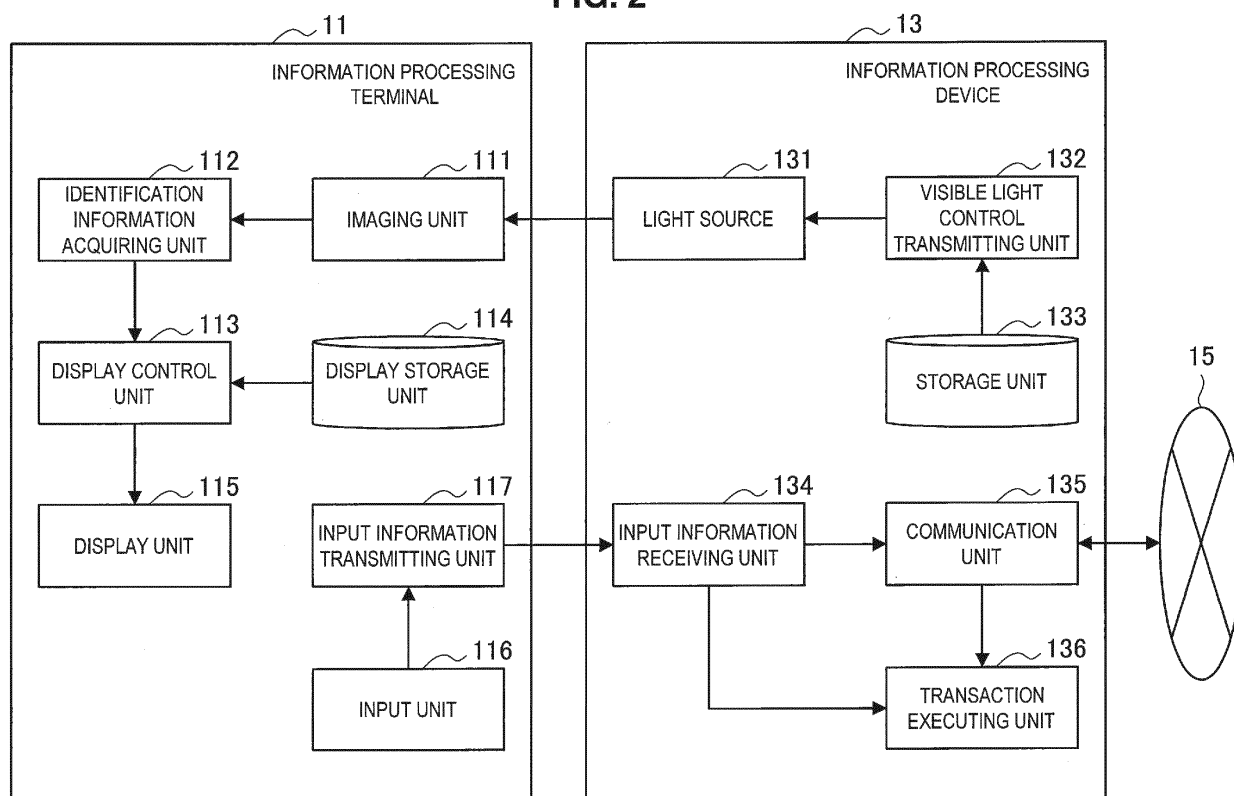 FIG. 2
11
INFORMATION PROCESSING
TERMINAL
112
IDENTIFICATION
INFORMATION
ACQUIRING UNIT
111
IMAGING UNIT
113
DISPLAY CONTROL
UNIT
114
DISPLAY STORAGE
UNIT
115
DISPLAY UNIT
117
INPUT INFORMATION
TRANSMITTING UNIT
116
INPUT UNIT
13
INFORMATION PROCESSING
DEVICE
131
LIGHT SOURCE
132
VISIBLE LIGHT
CONTROL
TRANSMITTING UNIT
133
STORAGE UNIT
134
INPUT INFORMATION
RECEIVING UNIT
135
COMMUNICATION
UNIT
136
TRANSACTION
EXECUTING UNIT
15